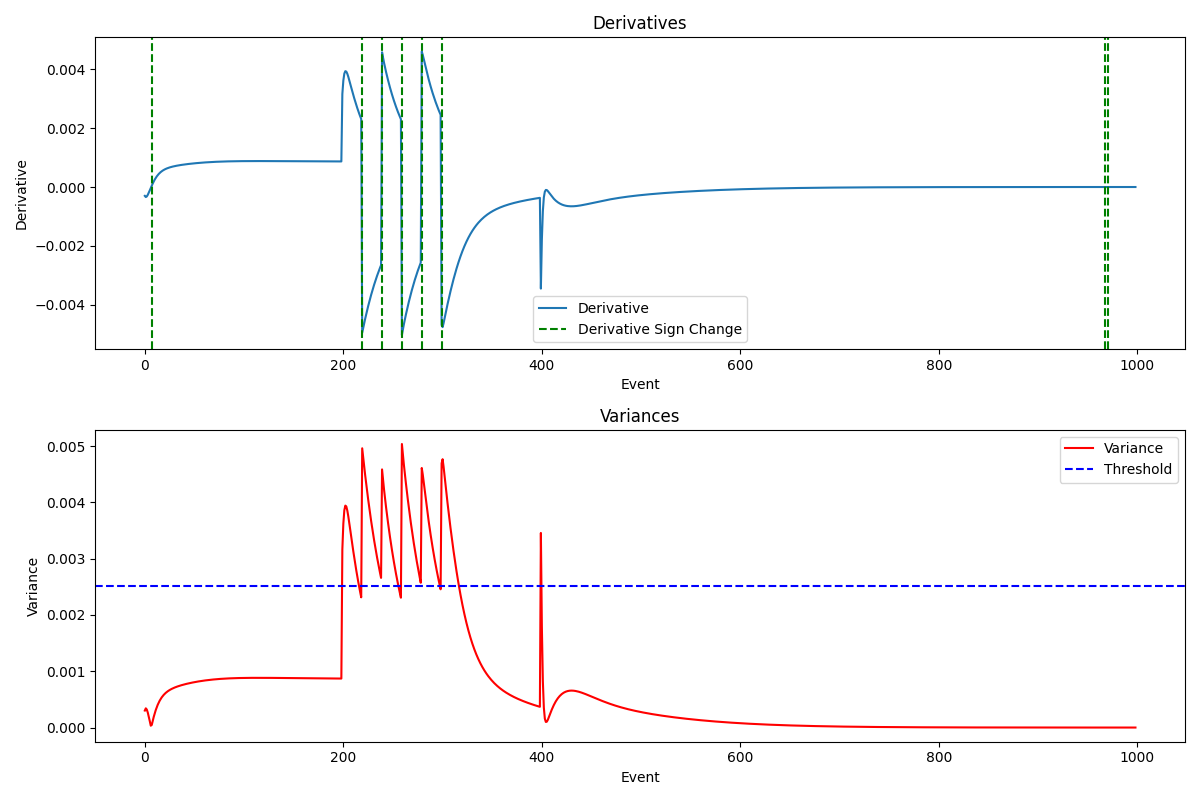 Derivatives
Derivative
0.004
0.002
0.000
−0.002
−0.004
Derivative
Derivative Sign Change
0 200 400 600 800 1000
Event
Variances
Variance
0.005
0.004
0.003
0.002
0.001
0.000
Variance
Threshold
0 200 400 600 800 1000
Event